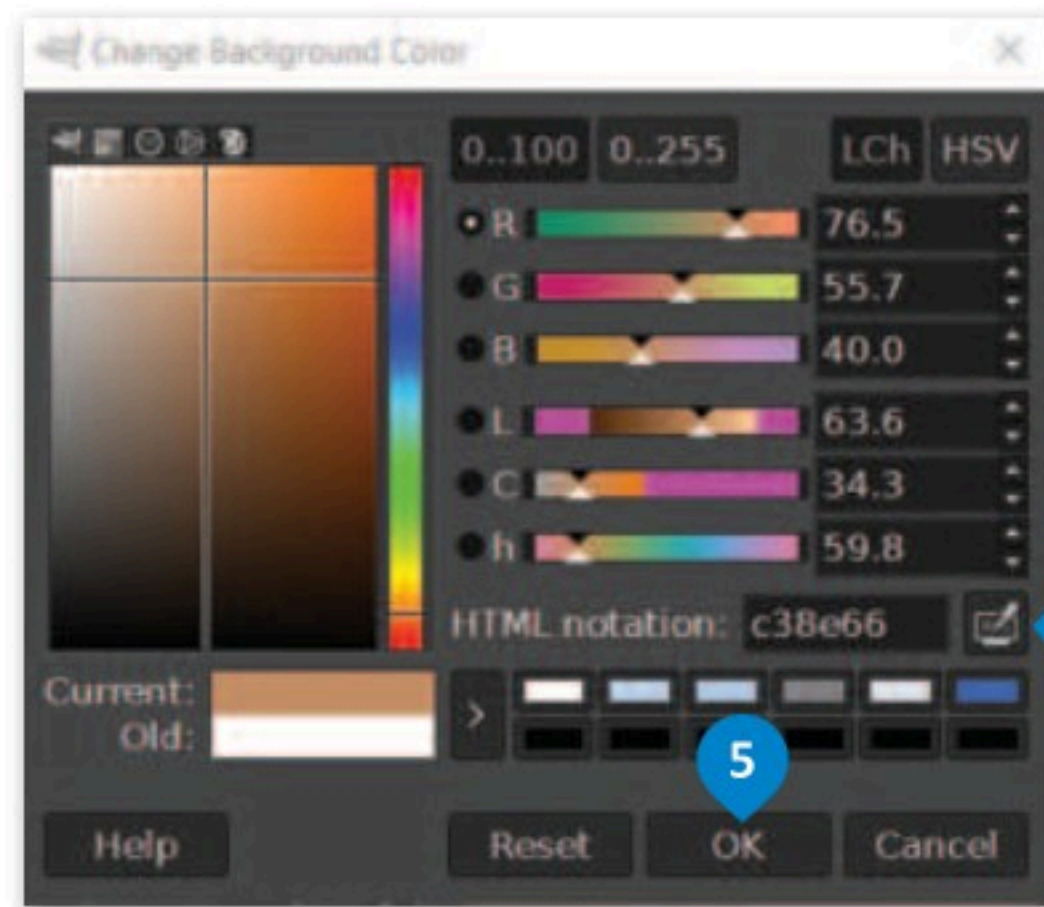 Change Background Color
0..100 0..255 LCh HSV
R 76.5
G 55.7
B 40.0
L 63.6
C 34.3
h 59.8
HTML notation: c38e66
Current:
Old:
>
5
Help Reset OK Cancel